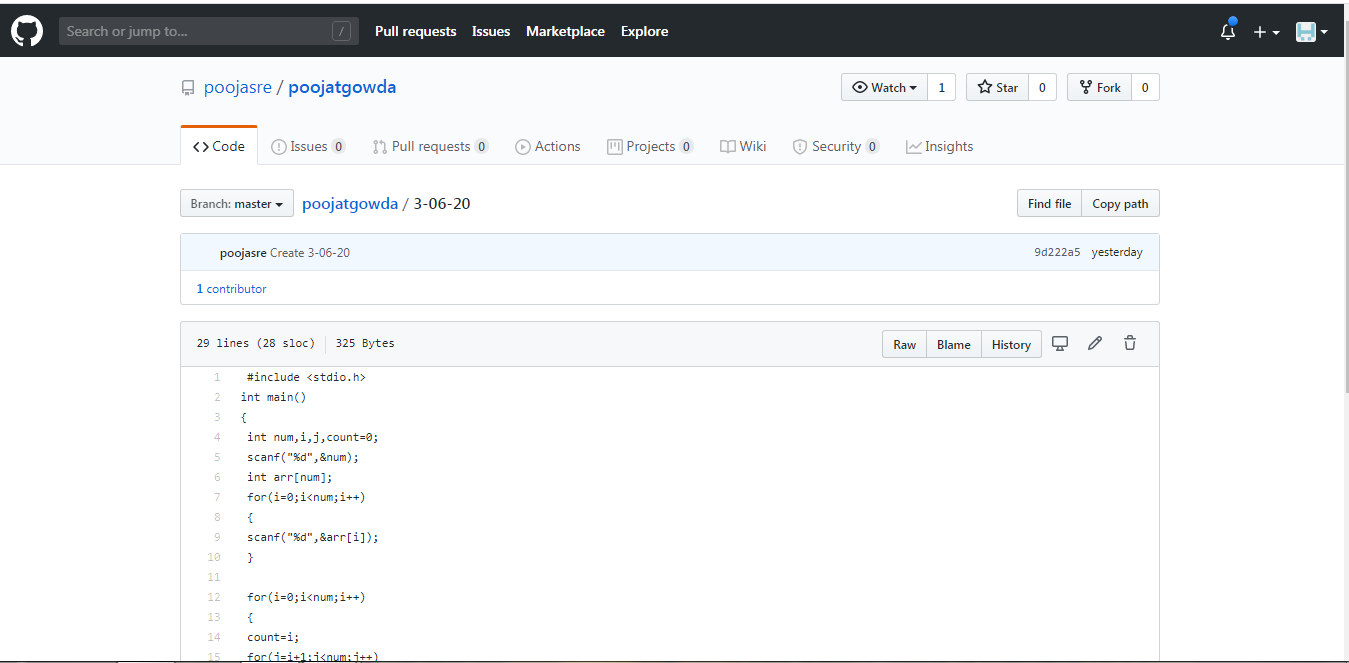 Search or jump to... /
Pull requests Issues Marketplace Explore
poojasre / poojatgowda
Watch 1 Star 0 Fork 0
Code Issues 0 Pull requests 0 Actions Projects 0 Wiki Security 0 Insights
Branch: master poojatgowda / 3-06-20 Find file Copy path
poojasre Create 3-06-20 9d222a5 yesterday
1 contributor
29 lines (28 sloc) 325 Bytes Raw Blame History
1 #include <stdio.h>
2 int main()
3 {
4 int num,i,j,count=0;
5 scanf("%d",&num);
6 int arr[num];
7 for(i=0;i<num;i++)
8 {
9 scanf("%d",&arr[i]);
10 }
11
12 for(i=0;i<num;i++)
13 {
14 count=i;
15 for(j=i+1;j<num;j++)